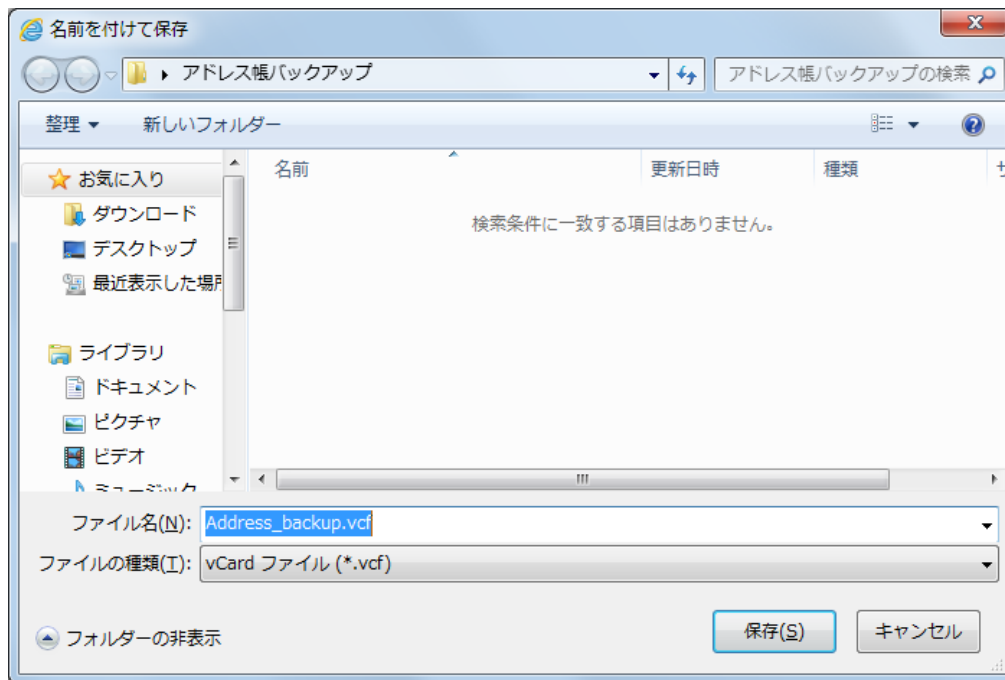 名前を付けて保存
アドレス帳バックアップ
アドレス帳バックアップの検索
整理
新しいフォルダー
お気に入り
ダウンロード
デスクトップ
最近表示した場所
ライブラリ
ドキュメント
ピクチャ
ビデオ
ミュージック
名前 更新日時 種類 サ
検索条件に一致する項目はありません。
ファイル名(N): Address_backup.vcf
ファイルの種類(T): vCard ファイル (*.vcf)
フォルダーの非表示
保存(S) キャンセル